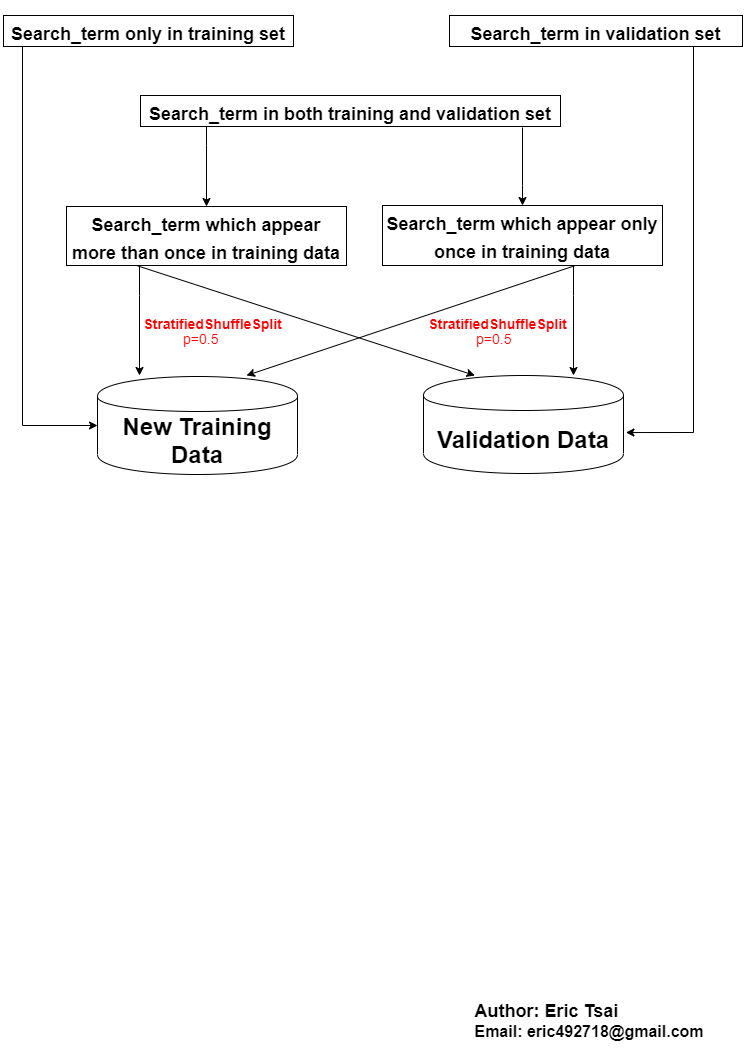 Search_term only in training set
Search_term in validation set
Search_term in both training and validation set
Search_term which appear
more than once in training data
Search_term which appear only
once in training data
StratifiedShuffleSplit
p=0.5
StratifiedShuffleSplit
p=0.5
New Training
Data
Validation Data
Author: Eric Tsai
Email: eric492718@gmail.com